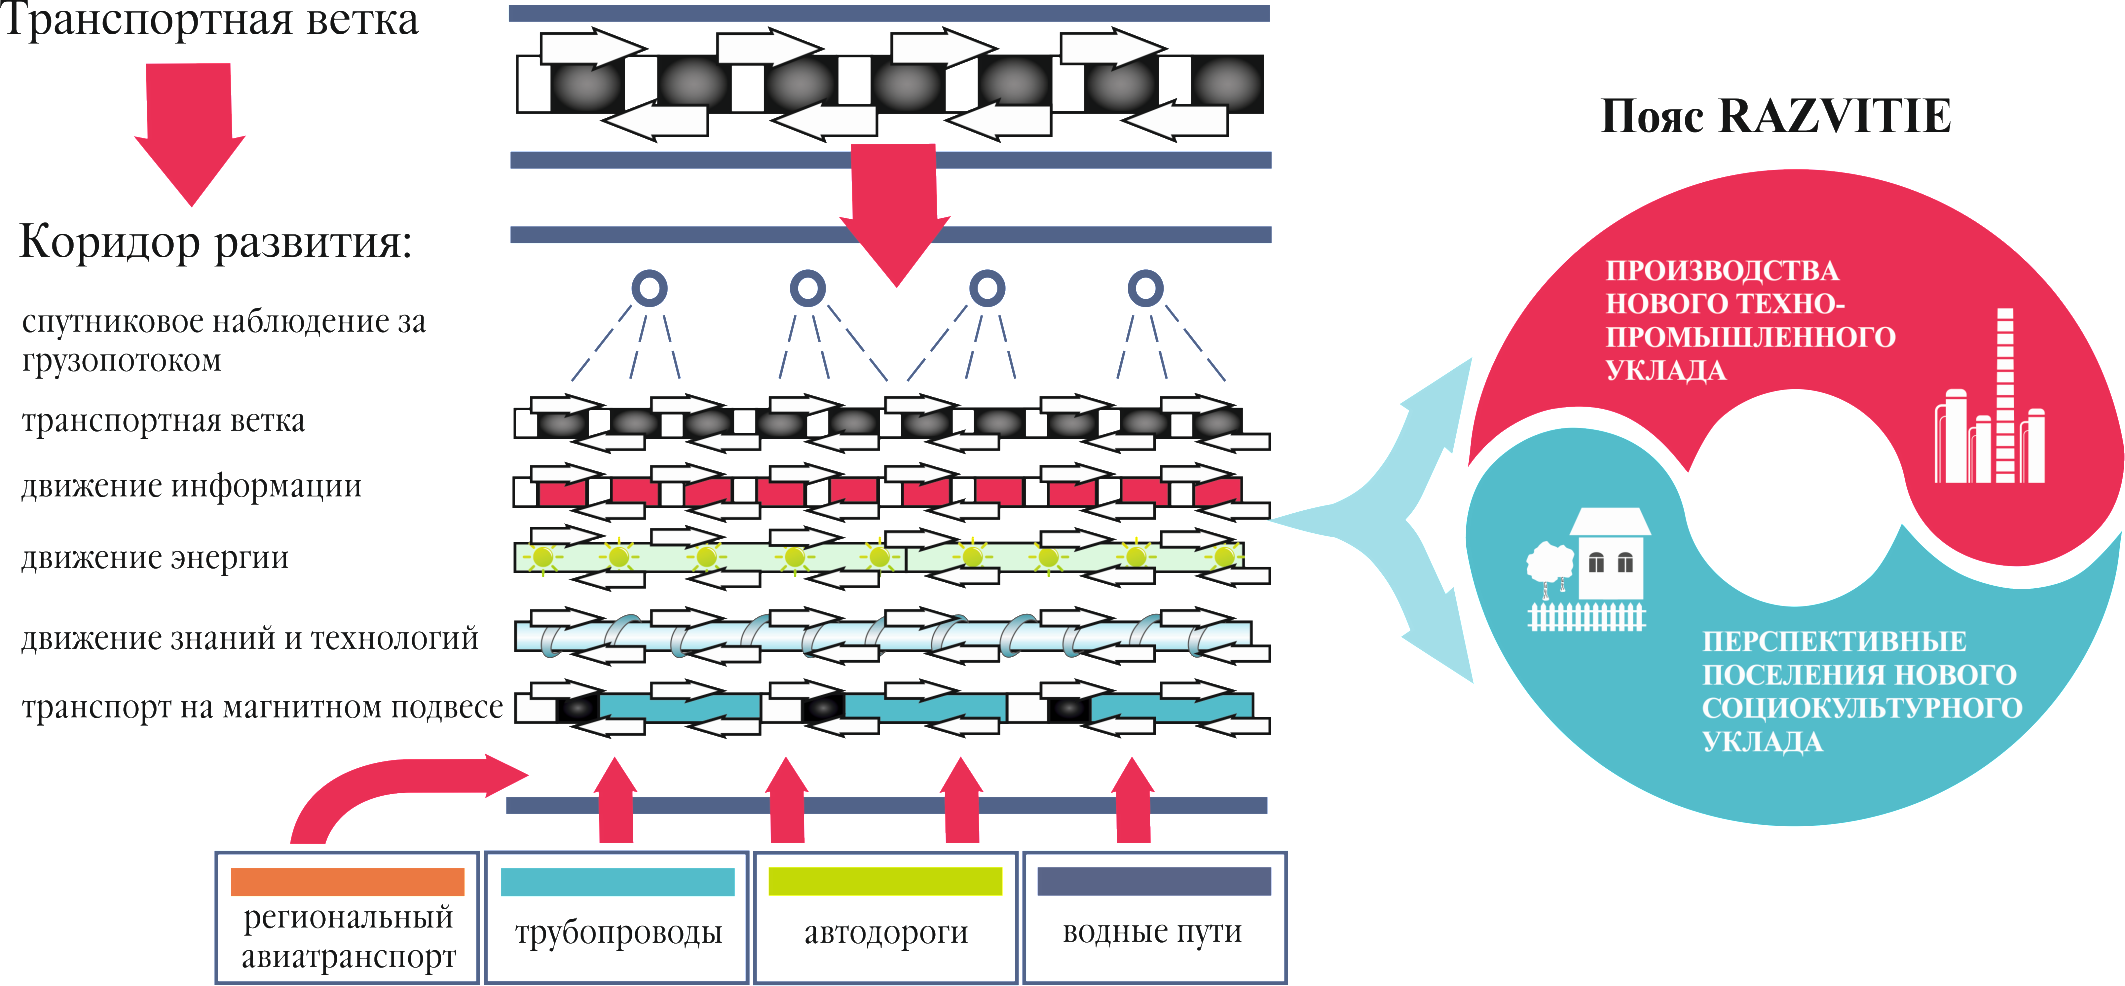 Транспортная ветка
Коридор развития:
спутниковое наблюдение за
грузопотоком
транспортная ветка
движение информации
движение энергии
движение знаний и технологий
транспорт на магнитном подвесе
региональный
авиатранспорт
трубопроводы
автодороги
водные пути
Пояс RAZVITIE
ПРОИЗВОДСТВА
НОВОГО ТЕХНО-
ПРОМЫШЛЕННОГО
УКЛАДА
ПЕРСПЕКТИВНЫЕ
ПОСЕЛЕНИЯ НОВОГО
СОЦИОКУЛЬТУРНОГО
УКЛАДА